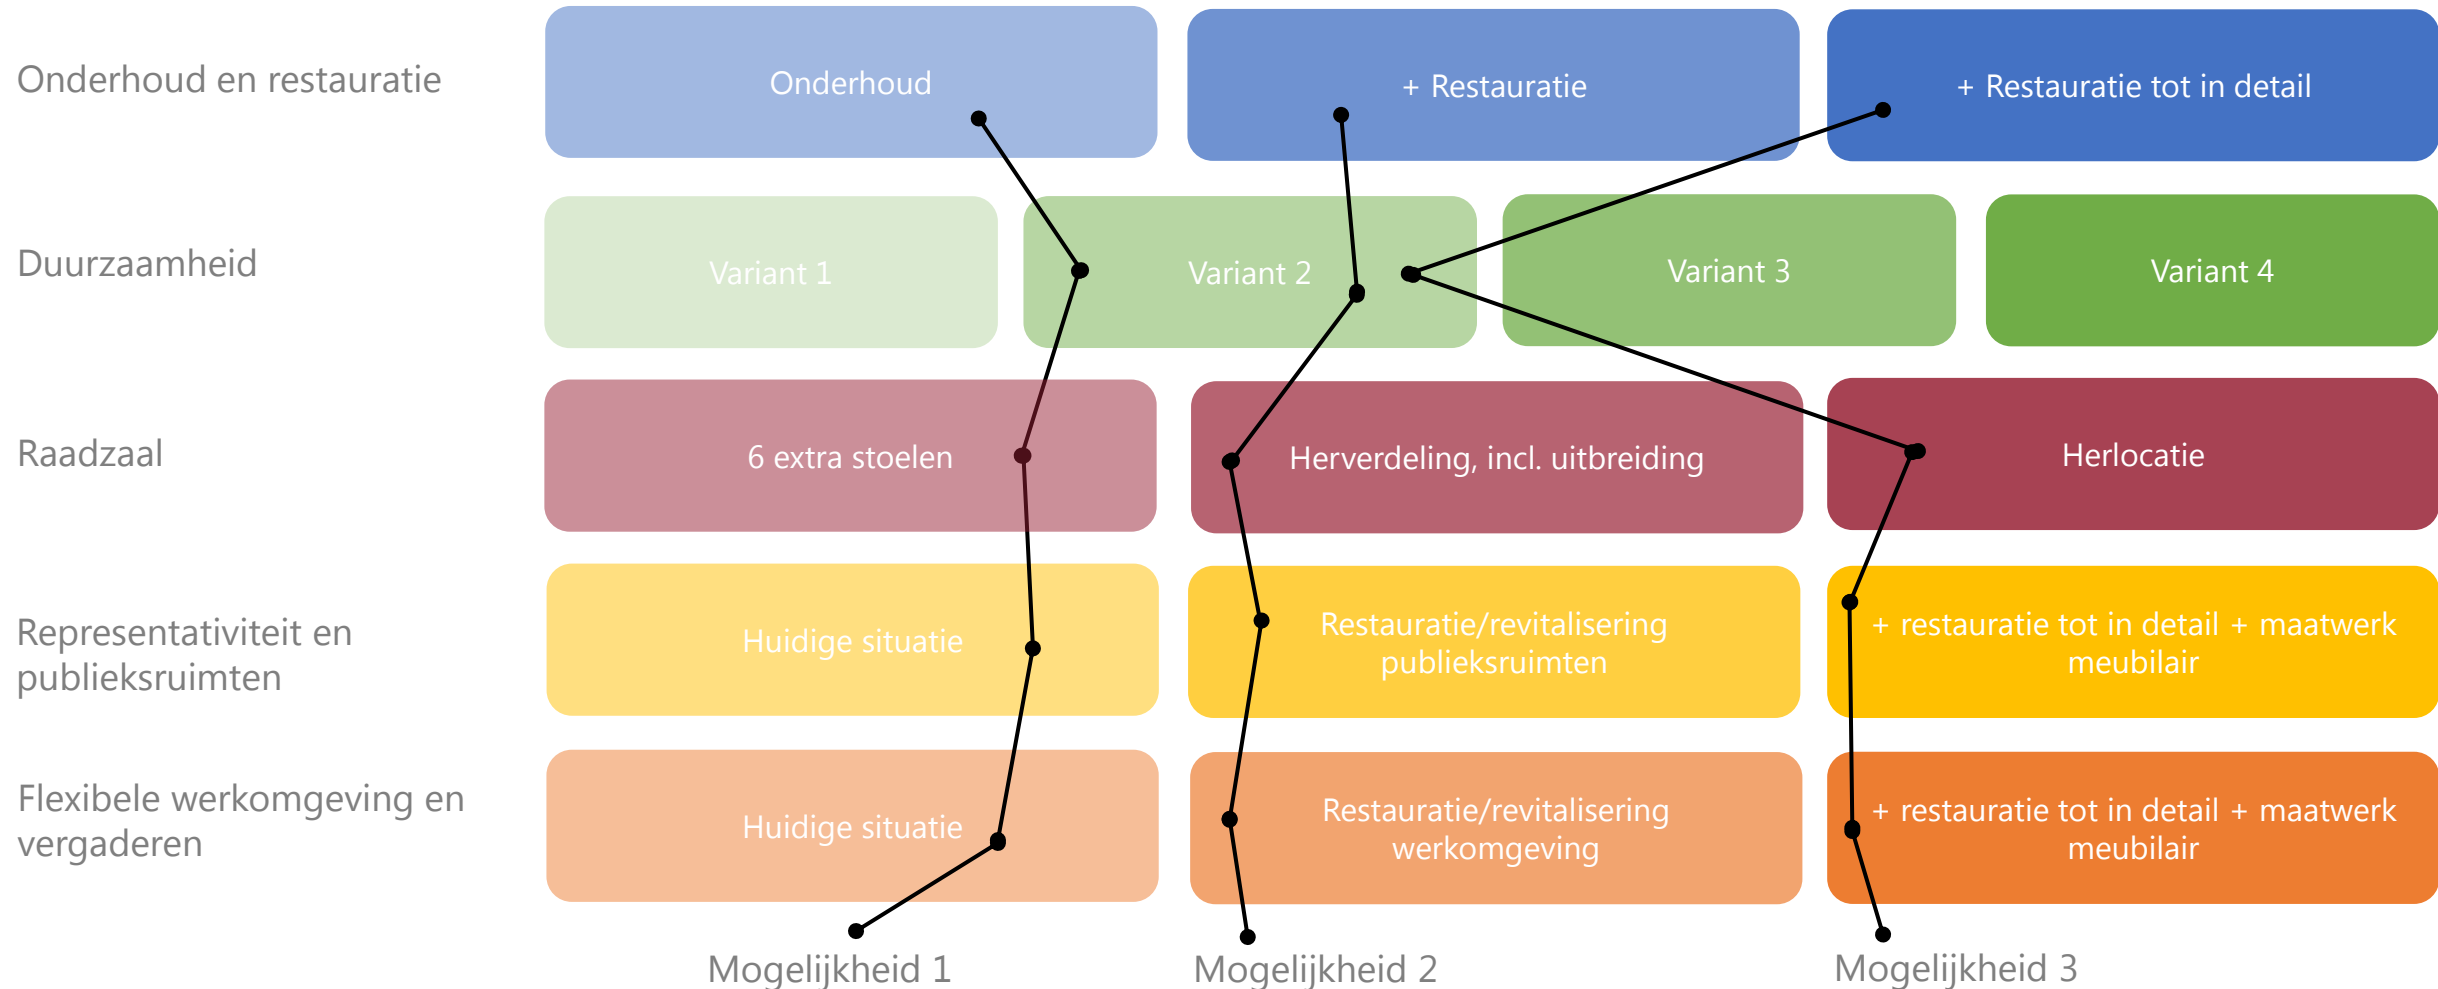 Onderhoud en restauratie
Onderhoud
+ Restauratie
+ Restauratie tot in detail
Duurzaamheid
Variant 1
Variant 2
Variant 3
Variant 4
Raadzaal
6 extra stoelen
Herverdeling, incl. uitbreiding
Herlocatie
Representativiteit en
publieksruimten
Huidige situatie
Restauratie/revitalisering
publieksruimten
+ restauratie tot in detail + maatwerk
meubilair
Flexibele werkomgeving en
vergaderen
Huidige situatie
Restauratie/revitalisering
werkomgeving
+ restauratie tot in detail + maatwerk
meubilair
Mogelijkheid 1
Mogelijkheid 2
Mogelijkheid 3